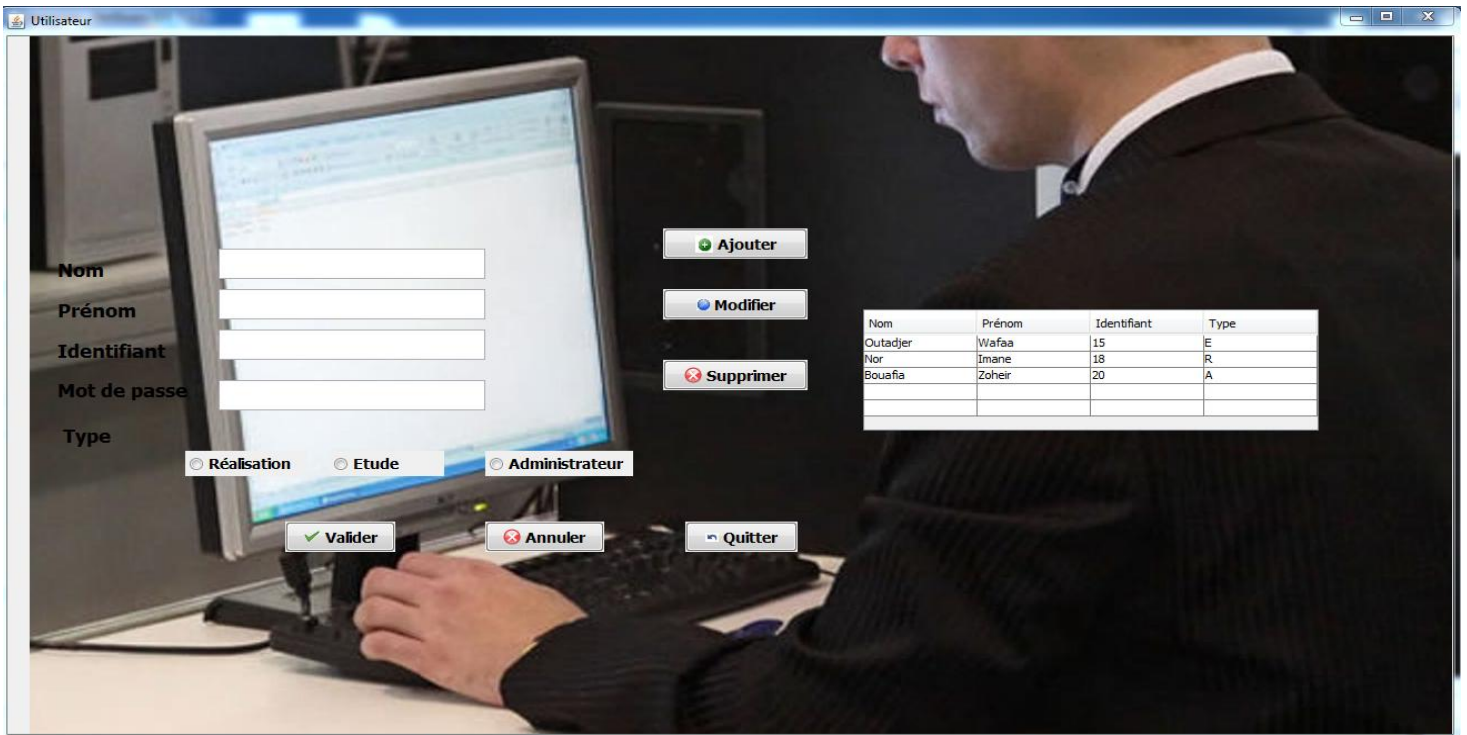 Utilisateur
Nom
Prénom
Identifiant
Mot de passe
Type
Réalisation Etude Administrateur
Valider Annuler Quitter
Ajouter
Modifier
Supprimer
Nom Prénom Identifiant Type
Outadjer Wafaa 15 E
Nor Imane 18 R
Bouafia Zoheir 20 A